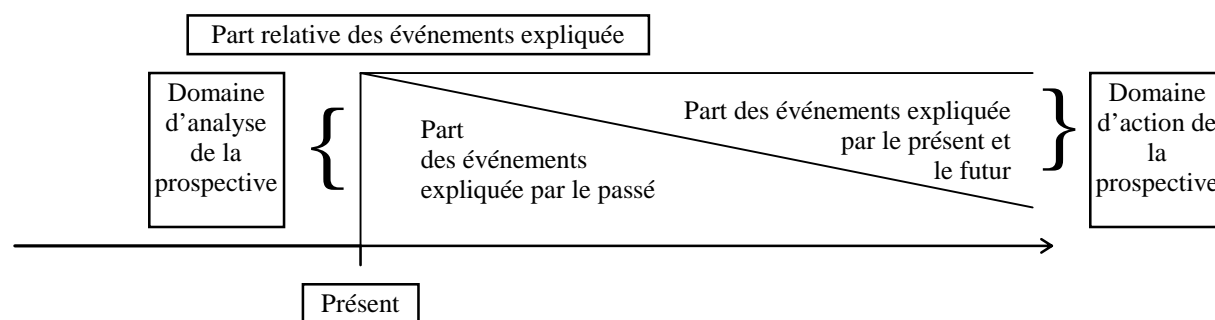 Part relative des événements expliquée
Domaine
d’analyse
de la
prospective
Part
des événements
expliquée par le passé
Part des événements expliquée
par le présent et
le futur
Domaine
d’action de
la
prospective
Présent